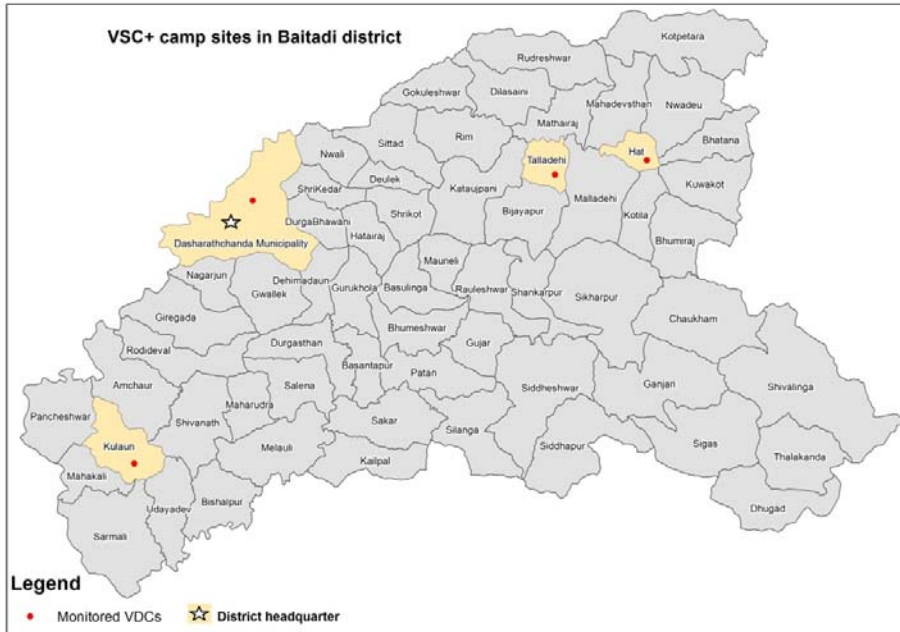 VSC+ camp sites in Baitadi district
Kotpetara
Rudreshwar
Gokuleshwar
Dilasaini
Mahadevsthan
Nwadeu
Mathairaj
Sittad
Rim
Bhatana
Nwali
Talladehi
Hat
Deulek
ShriKedar
Kataujpani
Kuwakot
Malladehi
DurgaBhawani
Shrikot
Bijayapur
Kotila
Hatairaj
Bhumiraj
Dasharathchanda Municipality
Mauneli
Nagarjun
Dehimadaun
Gwallek
Gurukhola
Basulinga
Rauleshwar
Shankarpur
Sikharpur
Giregada
Chaukham
Bhumeshwar
Rodideval
Durgasthan
Gujar
Basantapur
Patan
Amchaur
Salena
Maharudra
Siddheshwar
Ganjari
Shivalinga
Pancheshwar
Shivanath
Sakar
Silanga
Kulaun
Melauli
Siddhapur
Sigas
Thalakanda
Kailpal
Mahakali
Bishalpur
Udayadev
Dhugad
Sarmali
Legend
Monitored VDCs
District headquarter